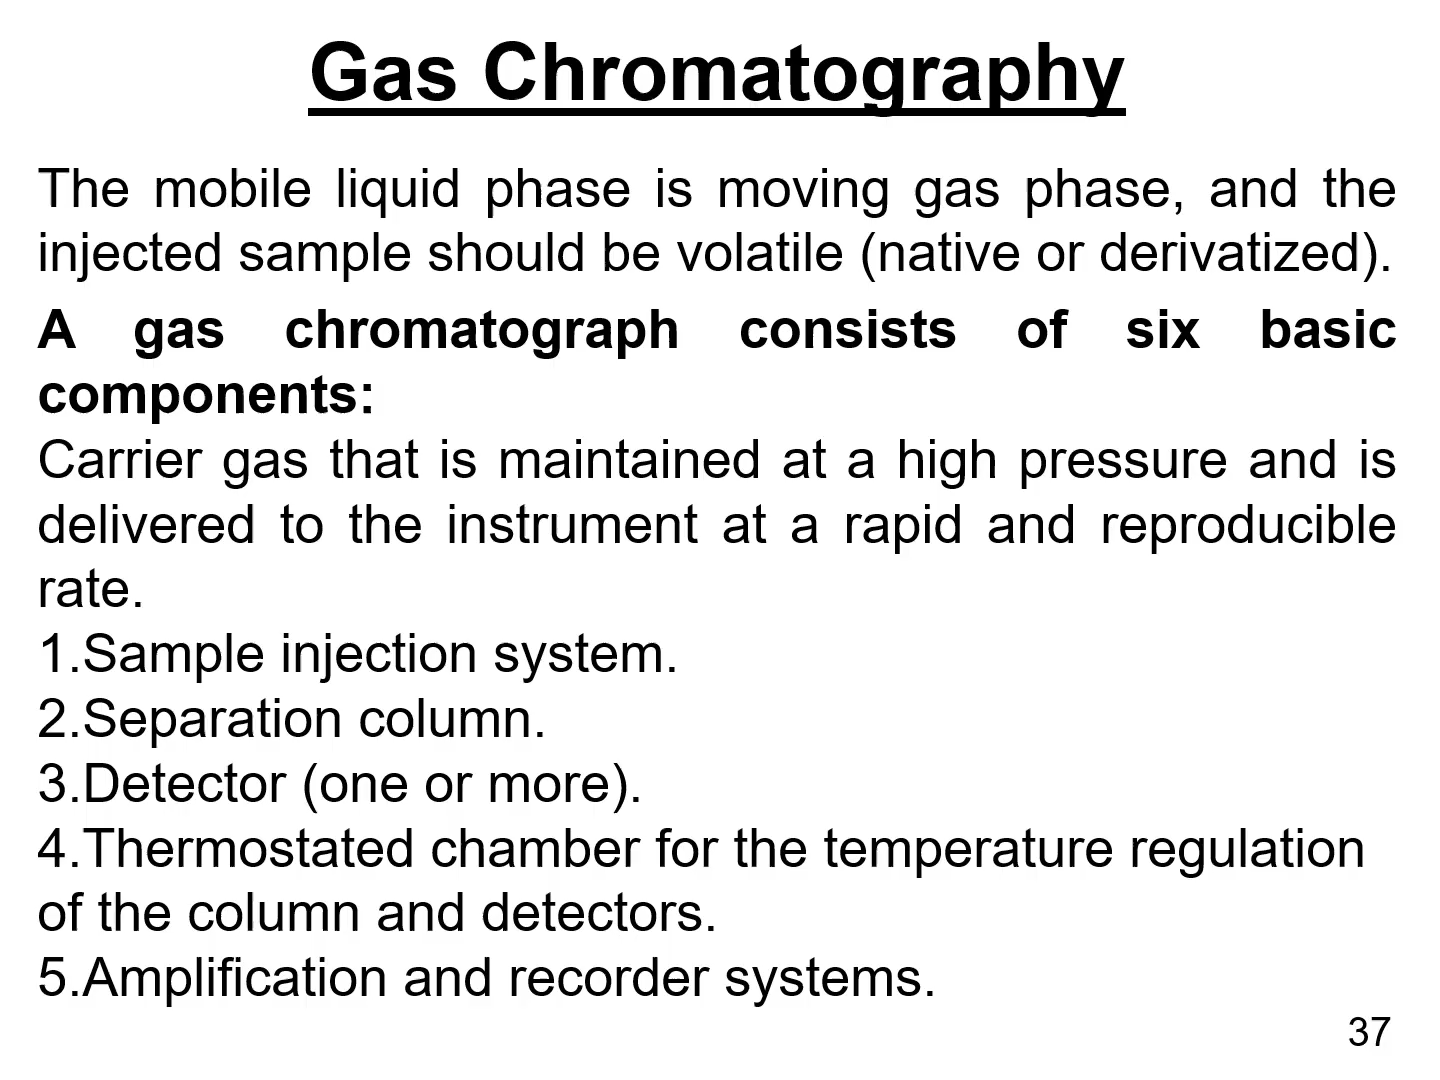 Gas Chromatography
The mobile liquid phase is moving gas phase, and the
injected sample should be volatile (native or derivatized).
A gas chromatograph consists of six basic
components:
Carrier gas that is maintained at a high pressure and is
delivered to the instrument at a rapid and reproducible
rate.
1.Sample injection system.
2.Separation column.
3.Detector (one or more).
4.Thermostated chamber for the temperature regulation
of the column and detectors.
5.Amplification and recorder systems.
37